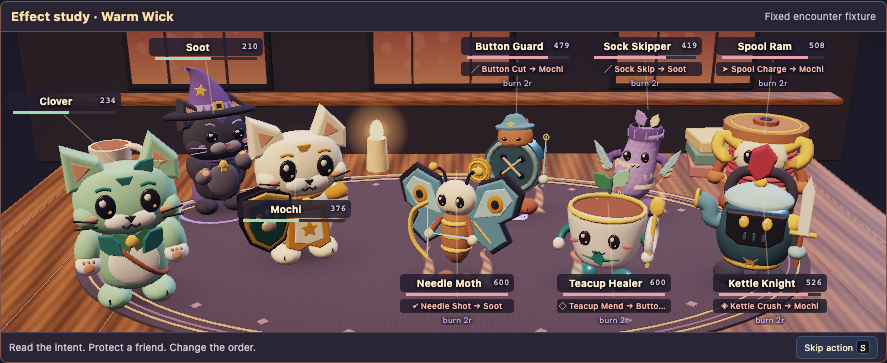 Effect study · Warm Wick
Fixed encounter fixture
Soot 210
Button Guard 479
Button Cut → Mochi
burn 2r
Sock Skipper 419
Sock Skip → Soot
burn 2r
Spool Ram 508
Spool Charge → Mochi
burn 2r
Clover 234
Mochi 376
Needle Moth 600
Needle Shot → Soot
burn 2r
Teacup Healer 600
Teacup Mend → Butto...
burn 2r
Kettle Knight 526
Kettle Crush → Mochi
burn 2r
Read the intent. Protect a friend. Change the order.
Skip action S